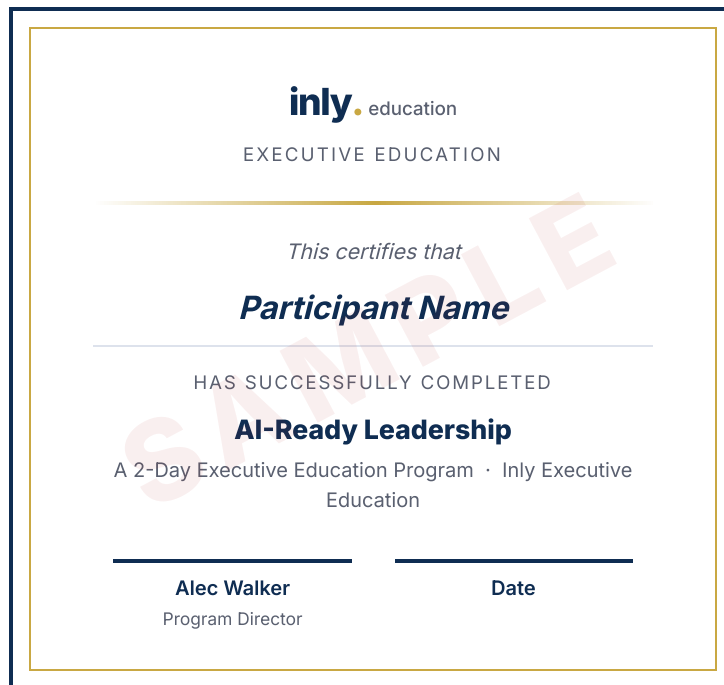 inly. education
EXECUTIVE EDUCATION
This certifies that
Participant Name
HAS SUCCESSFULLY COMPLETED
AI-Ready Leadership
A 2-Day Executive Education Program · Inly Executive
Education
Alec Walker
Date
Program Director
SAMPLE